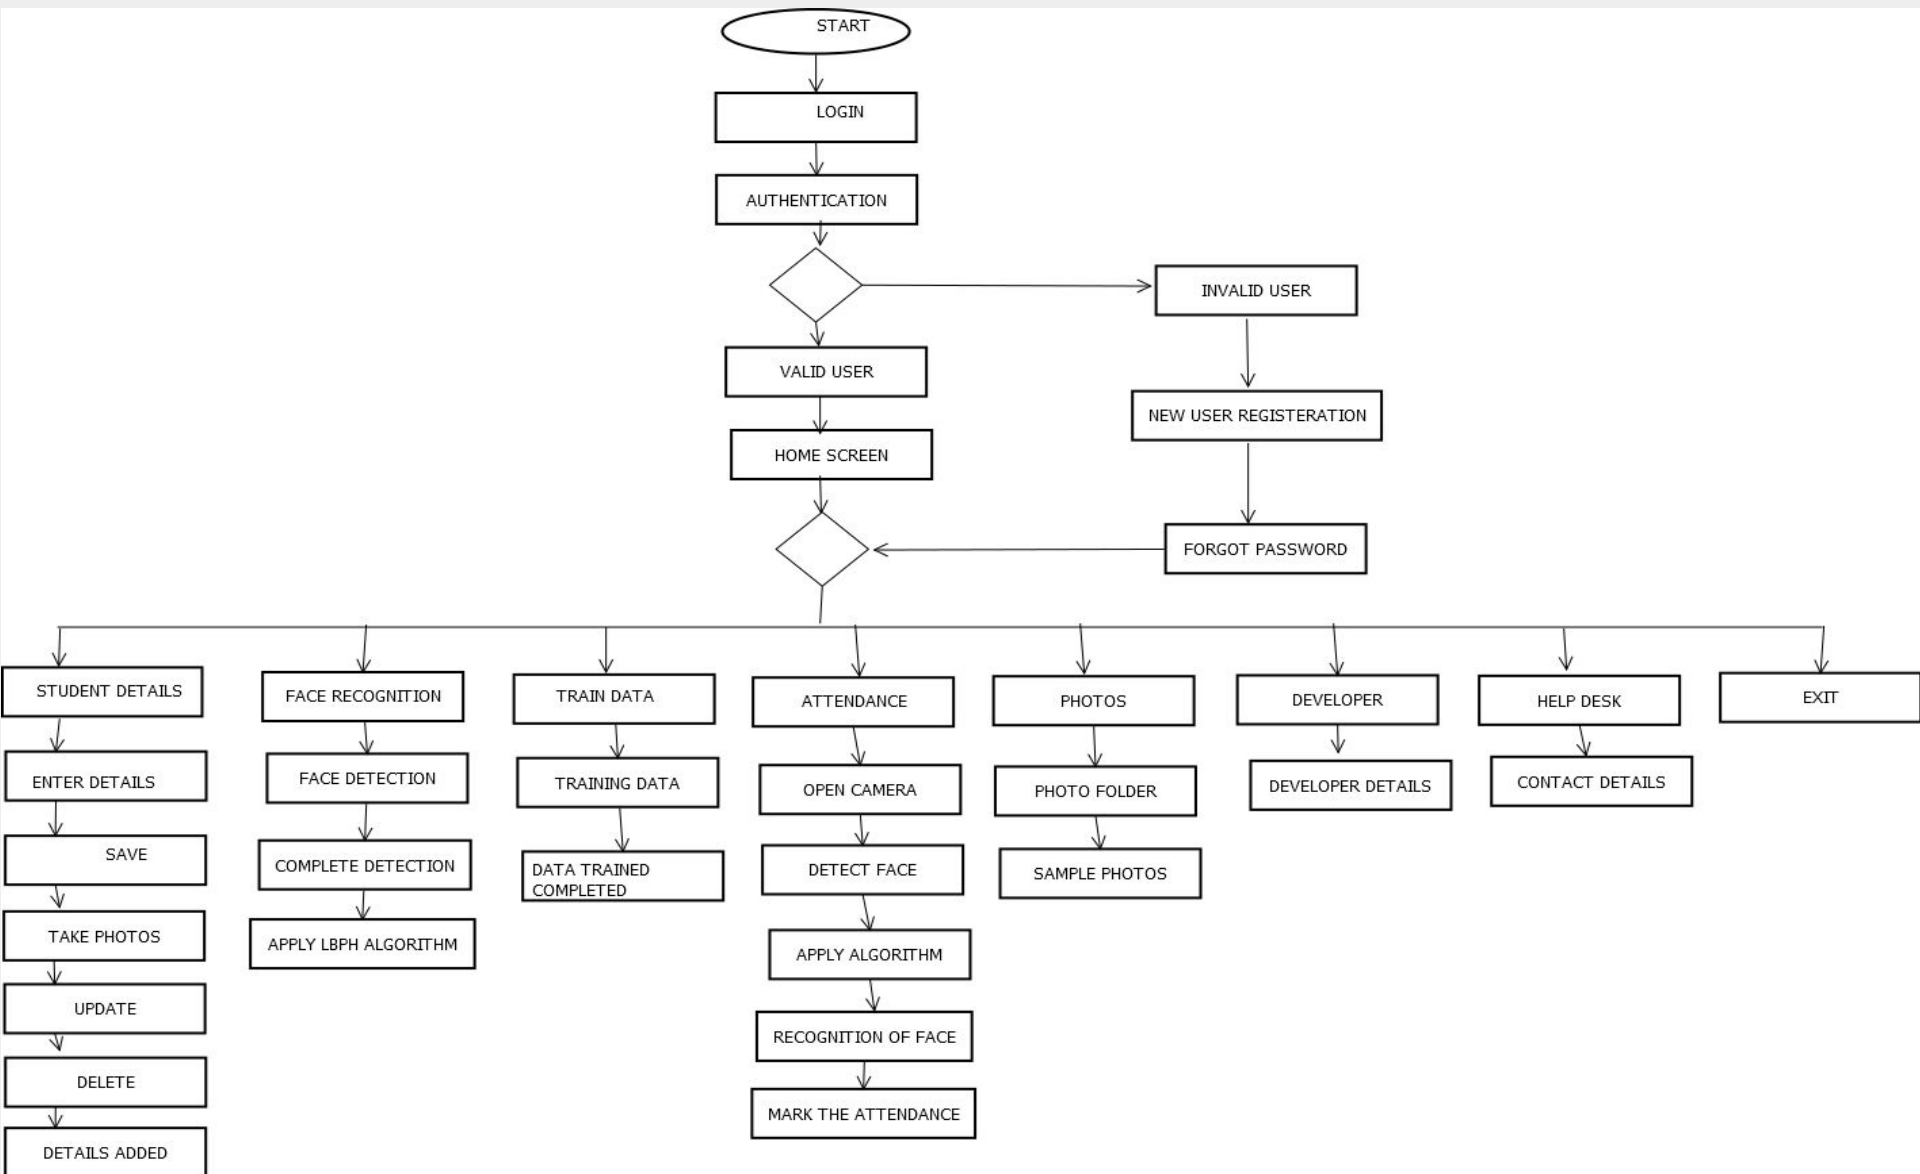 START
LOGIN
AUTHENTICATION
INVALID USER
VALID USER
NEW USER REGISTERATION
HOME SCREEN
FORGOT PASSWORD
STUDENT DETAILS
ENTER DETAILS
SAVE
TAKE PHOTOS
UPDATE
DELETE
DETAILS ADDED
FACE RECOGNITION
FACE DETECTION
COMPLETE DETECTION
APPLY LBPH ALGORITHM
TRAIN DATA
TRAINING DATA
DATA TRAINED
COMPLETED
ATTENDANCE
OPEN CAMERA
DETECT FACE
APPLY ALGORITHM
RECOGNITION OF FACE
MARK THE ATTENDANCE
PHOTOS
PHOTO FOLDER
SAMPLE PHOTOS
DEVELOPER
DEVELOPER DETAILS
HELP DESK
CONTACT DETAILS
EXIT